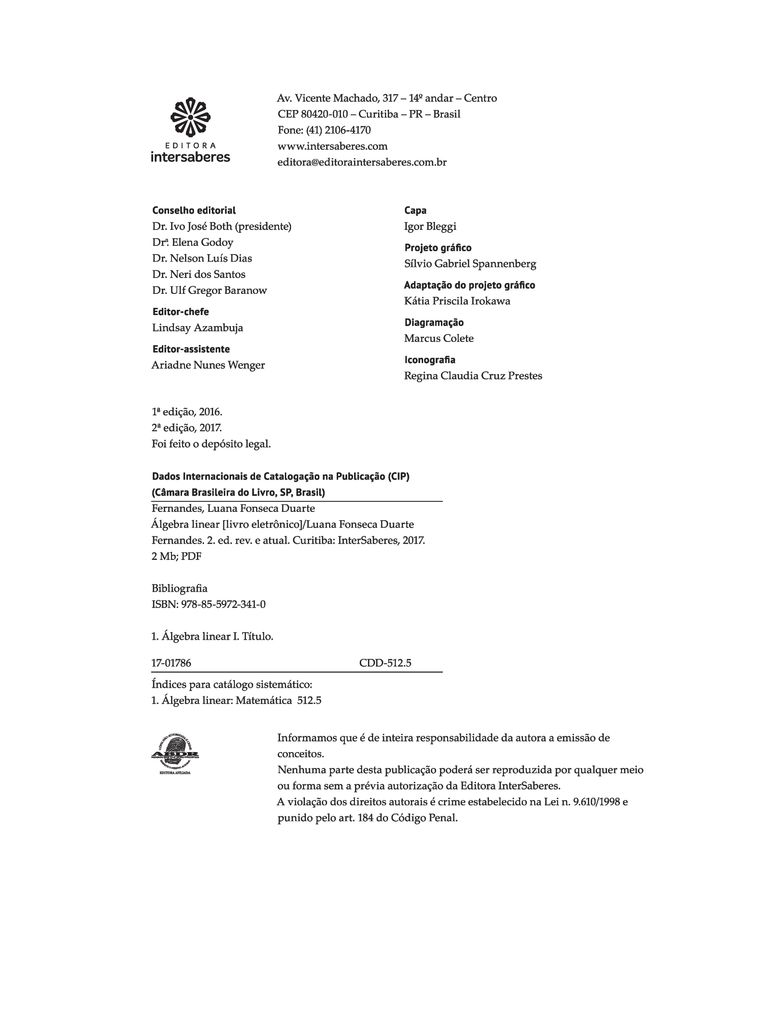 EDITORA
intersaberes
Av. Vicente Machado, 317 – 14º andar – Centro
CEP 80420-010 – Curitiba – PR – Brasil
Fone: (41) 2106-4170
www.intersaberes.com
editora@editoraintersaberes.com.br
Conselho editorial
Dr. Ivo José Both (presidente)
Drª. Elena Godoy
Dr. Nelson Luís Dias
Dr. Neri dos Santos
Dr. Ulf Gregor Baranow
Editor-chefe
Lindsay Azambuja
Editor-assistente
Ariadne Nunes Wenger
Capa
Igor Bleggi
Projeto gráfico
Sílvio Gabriel Spannenberg
Adaptação do projeto gráfico
Kátia Priscila Irokawa
Diagramação
Marcus Colete
Iconografia
Regina Claudia Cruz Prestes
1ª edição, 2016.
2ª edição, 2017.
Foi feito o depósito legal.
Dados Internacionais de Catalogação na Publicação (CIP)
(Câmara Brasileira do Livro, SP, Brasil)
Fernandes, Luana Fonseca Duarte
Álgebra linear [livro eletrônico]/Luana Fonseca Duarte
Fernandes. 2. ed. rev. e atual. Curitiba: InterSaberes, 2017.
2 Mb; PDF
Bibliografia
ISBN: 978-85-5972-341-0
1. Álgebra linear I. Título.
17-01786 CDD-512.5
Índices para catálogo sistemático:
1. Álgebra linear: Matemática 512.5
ABDR
EDITORA AFILIADA
Informamos que é de inteira responsabilidade da autora a emissão de
conceitos.
Nenhuma parte desta publicação poderá ser reproduzida por qualquer meio
ou forma sem a prévia autorização da Editora InterSaberes.
A violação dos direitos autorais é crime estabelecido na Lei n. 9.610/1998 e
punido pelo art. 184 do Código Penal.